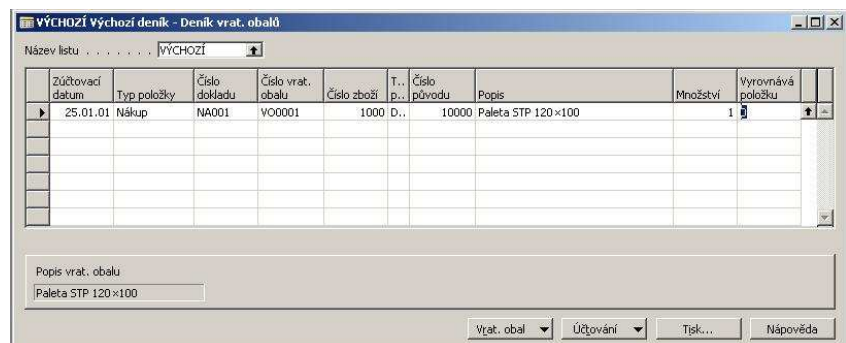 VÝCHOZÍ Výchozí deník - Deník vrat. obalů
Název listu . . . . . . . VÝCHOZÍ
Zúčtovací datum Typ položky Číslo dokladu Číslo vrat. obalu Číslo zboží T.. p.. Číslo původu Popis Množství Vyrovnává položku
25.01.01 Nákup NA001 VO0001 1000 D.. 10000 Paleta STP 120×100 1 0
Popis vrat. obalu
Paleta STP 120×100
Vrat. obal Účtování Tisk... Nápověda